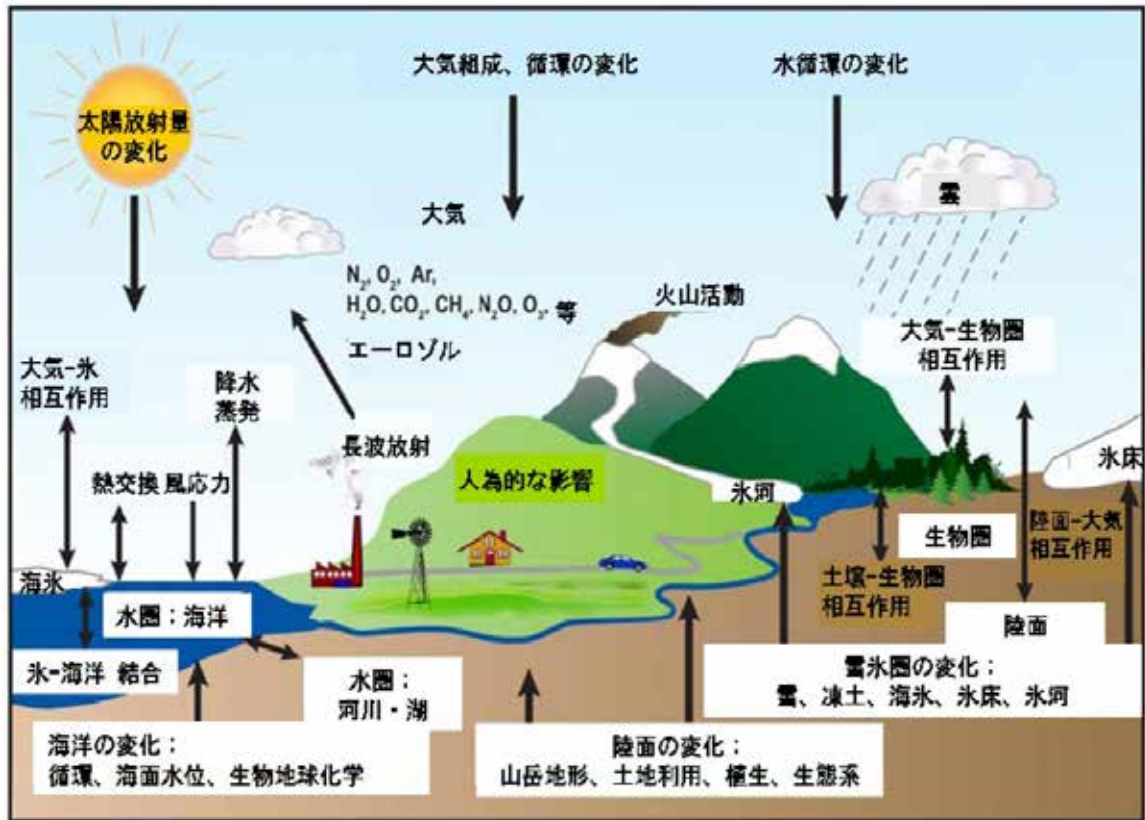 大気組成、循環の変化
水循環の変化
太陽放射量
の変化
雲
大気
N₂, O₂, Ar,
H₂O, CO₂, CH₄, N₂O, O₃, 等
エーロゾル
火山活動
大気-生物圏
相互作用
大気-氷
相互作用
降水
蒸発
長波放射
熱交換 風応力
人為的な影響
氷河
氷床
生物圏
陸面-大気
相互作用
土壌-生物圏
相互作用
海氷
水圏：海洋
陸面
氷-海洋 結合
水圏：
河川・湖
雲氷圏の変化：
雲、凍土、海氷、氷床、氷河
海洋の変化：
循環、海面水位、生物地球化学
陸面の変化：
山岳地形、土地利用、植生、生態系